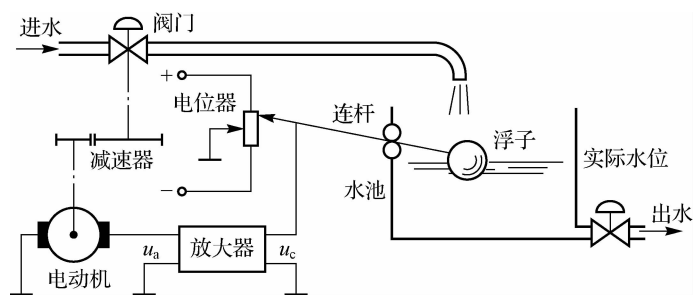 进水
阀门
+
电位器
连杆
浮子
减速器
实际水位
−
水池
出水
放大器
uₐ
u_c
电动机